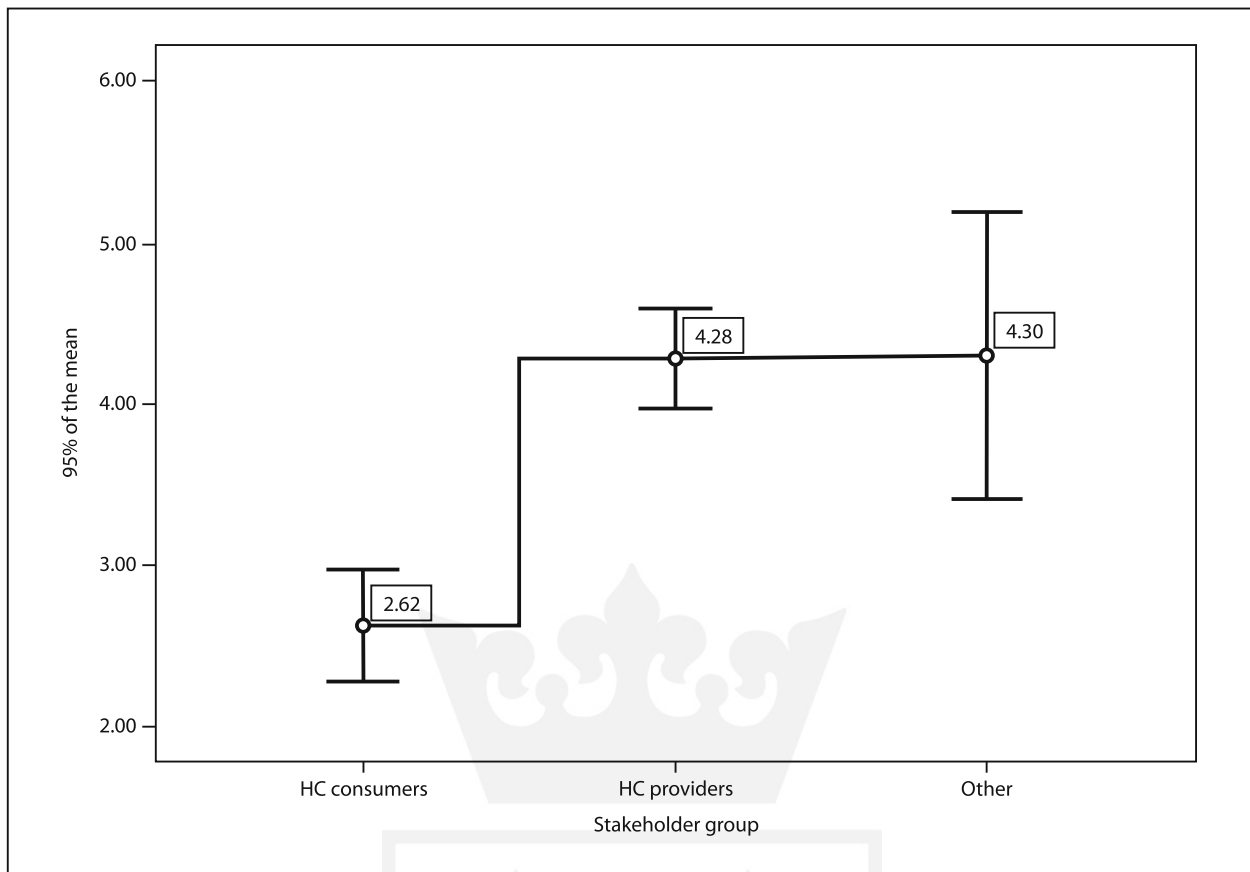 6.00
5.00
4.00
3.00
2.00
95% of the mean
4.30
4.28
2.62
HC consumers
HC providers
Other
Stakeholder group